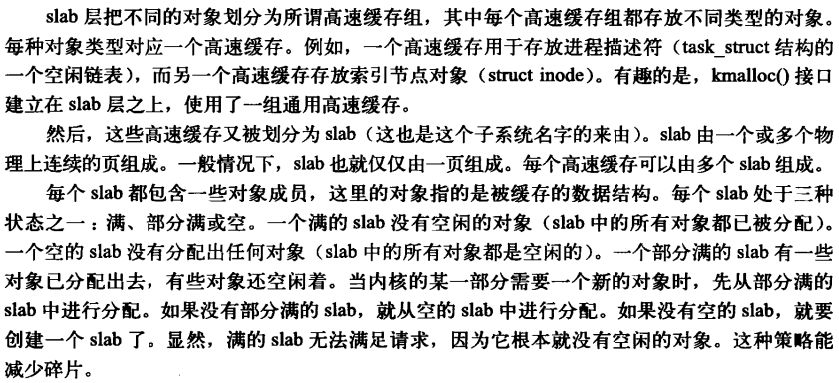 slab 层把不同的对象划分为所谓高速缓存组，其中每个高速缓存组都存放不同类型的对象。
每种对象类型对应一个高速缓存。例如，一个高速缓存用于存放进程描述符（task_struct 结构的
一个空闲链表），而另一个高速缓存存放索引节点对象（struct inode）。有趣的是，kmalloc() 接口
建立在 slab 层之上，使用了一组通用高速缓存。
然后，这些高速缓存又被划分为 slab（这也是这个子系统名字的来由）。slab 由一个或多个物
理上连续的页组成。一般情况下，slab 也就仅仅由一页组成。每个高速缓存可以由多个 slab 组成。
每个 slab 都包含一些对象成员，这里的对象指的是被缓存的数据结构。每个 slab 处于三种
状态之一：满、部分满或空。一个满的 slab 没有空闲的对象（slab 中的所有对象都已被分配）。
一个空的 slab 没有分配出任何对象（slab 中的所有对象都是空闲的）。一个部分满的 slab 有一些
对象已分配出去，有些对象还空闲着。当内核的某一部分需要一个新的对象时，先从部分满的
slab 中进行分配。如果没有部分满的 slab，就从空的 slab 中进行分配。如果没有空的 slab，就要
创建一个 slab 了。显然，满的 slab 无法满足请求，因为它根本就没有空闲的对象。这种策略能
减少碎片。